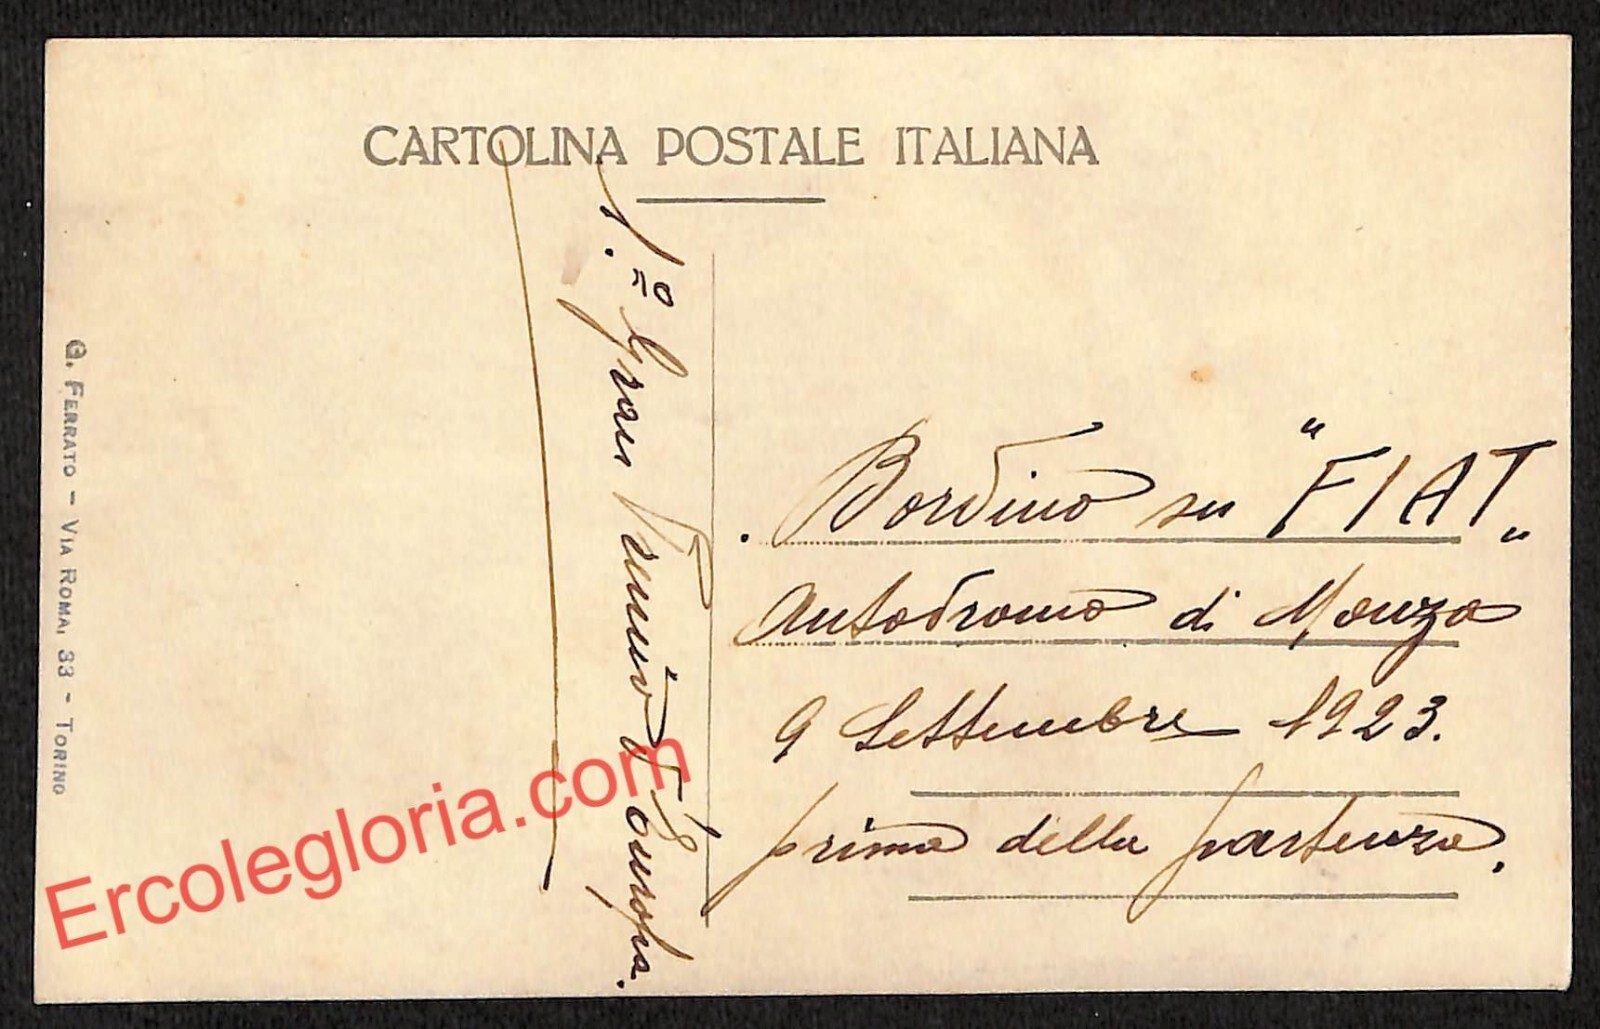 CARTOLINA POSTALE ITALIANA
1.º Gran Premio d'Europa.
Bordino su "FIAT„
Autodromo di Monza
9 Settembre 1923.
prima della partenza.
G. FERRATO - VIA ROMA, 33 - TORINO
Ercolegloria.com